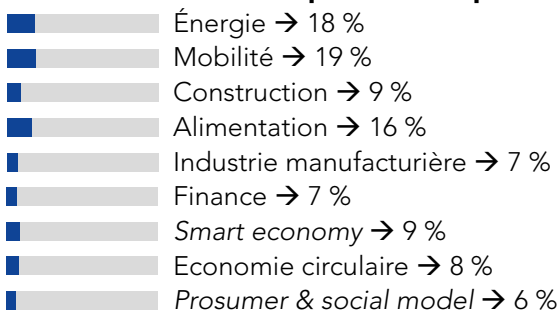 Énergie → 18 %
Mobilité → 19 %
Construction → 9 %
Alimentation → 16 %
Industrie manufacturière → 7 %
Finance → 7 %
Smart economy → 9 %
Economie circulaire → 8 %
Prosumer & social model → 6 %